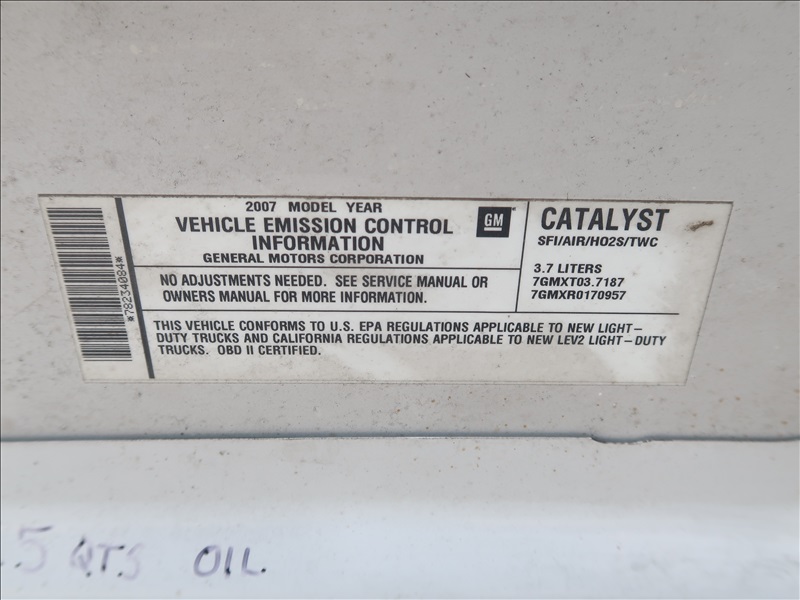 *78234084*
2007 MODEL YEAR
VEHICLE EMISSION CONTROL
INFORMATION
GENERAL MOTORS CORPORATION
GM
CATALYST
SFI/AIR/HO2S/TWC
NO ADJUSTMENTS NEEDED. SEE SERVICE MANUAL OR
OWNERS MANUAL FOR MORE INFORMATION.
3.7 LITERS
7GMXT03.7187
7GMXR0170957
THIS VEHICLE CONFORMS TO U.S. EPA REGULATIONS APPLICABLE TO NEW LIGHT-
DUTY TRUCKS AND CALIFORNIA REGULATIONS APPLICABLE TO NEW LEV2 LIGHT-DUTY
TRUCKS. OBD II CERTIFIED.
.5 QTS OIL